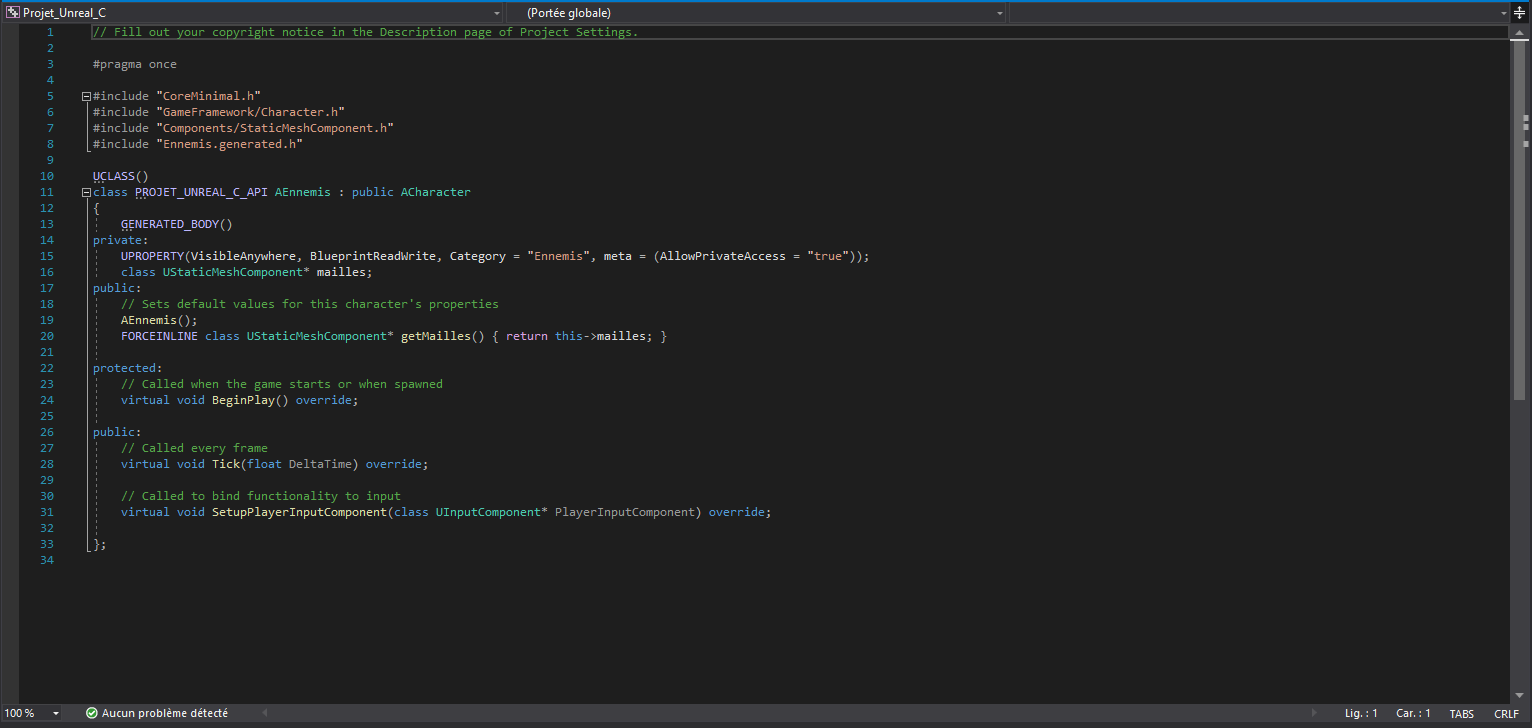 Projet_Unreal_C (Portée globale)
1 // Fill out your copyright notice in the Description page of Project Settings.
2
3 #pragma once
4
5 #include "CoreMinimal.h"
6 #include "GameFramework/Character.h"
7 #include "Components/StaticMeshComponent.h"
8 #include "Ennemis.generated.h"
9
10 UCLASS()
11 class PROJET_UNREAL_C_API AEnnemis : public ACharacter
12 {
13 GENERATED_BODY()
14 private:
15 UPROPERTY(VisibleAnywhere, BlueprintReadWrite, Category = "Ennemis", meta = (AllowPrivateAccess = "true"));
16 class UStaticMeshComponent* mailles;
17 public:
18 // Sets default values for this character's properties
19 AEnnemis();
20 FORCEINLINE class UStaticMeshComponent* getMailles() { return this->mailles; }
21
22 protected:
23 // Called when the game starts or when spawned
24 virtual void BeginPlay() override;
25
26 public:
27 // Called every frame
28 virtual void Tick(float DeltaTime) override;
29
30 // Called to bind functionality to input
31 virtual void SetupPlayerInputComponent(class UInputComponent* PlayerInputComponent) override;
32
33 };
34
100 % Aucun problème détecté Lig. : 1 Car. : 1 TABS CRLF